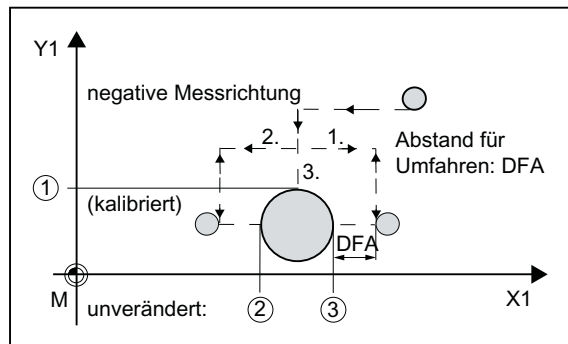 Y1
negative Messrichtung
2. 1.
Abstand für
Umfahren: DFA
3.
1
(kalibriert)
DFA
M
X1
unverändert:
2
3